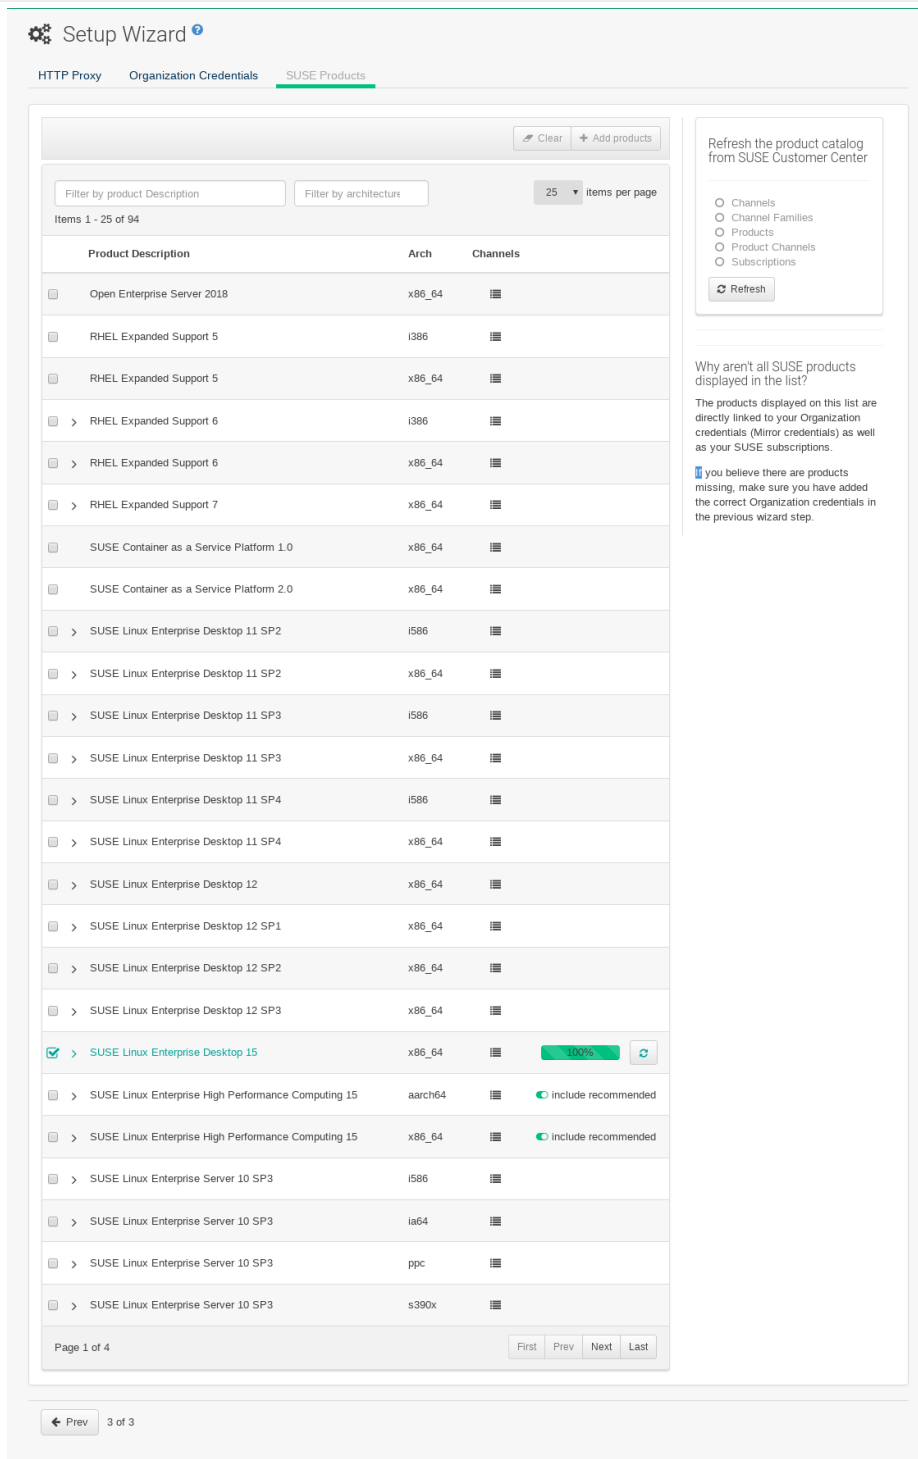 Setup Wizard ?
HTTP Proxy Organization Credentials SUSE Products
Clear + Add products
Filter by product Description Filter by architecture 25 items per page
Items 1 - 25 of 94
Product Description Arch Channels
Open Enterprise Server 2018 x86_64
RHEL Expanded Support 5 i386
RHEL Expanded Support 5 x86_64
RHEL Expanded Support 6 i386
RHEL Expanded Support 6 x86_64
RHEL Expanded Support 7 x86_64
SUSE Container as a Service Platform 1.0 x86_64
SUSE Container as a Service Platform 2.0 x86_64
SUSE Linux Enterprise Desktop 11 SP2 i586
SUSE Linux Enterprise Desktop 11 SP2 x86_64
SUSE Linux Enterprise Desktop 11 SP3 i586
SUSE Linux Enterprise Desktop 11 SP3 x86_64
SUSE Linux Enterprise Desktop 11 SP4 i586
SUSE Linux Enterprise Desktop 11 SP4 x86_64
SUSE Linux Enterprise Desktop 12 x86_64
SUSE Linux Enterprise Desktop 12 SP1 x86_64
SUSE Linux Enterprise Desktop 12 SP2 x86_64
SUSE Linux Enterprise Desktop 12 SP3 x86_64
SUSE Linux Enterprise Desktop 15 x86_64 100%
SUSE Linux Enterprise High Performance Computing 15 aarch64 include recommended
SUSE Linux Enterprise High Performance Computing 15 x86_64 include recommended
SUSE Linux Enterprise Server 10 SP3 i586
SUSE Linux Enterprise Server 10 SP3 ia64
SUSE Linux Enterprise Server 10 SP3 ppc
SUSE Linux Enterprise Server 10 SP3 s390x
Page 1 of 4 First Prev Next Last
Refresh the product catalog
from SUSE Customer Center
Channels
Channel Families
Products
Product Channels
Subscriptions
Refresh
Why aren't all SUSE products
displayed in the list?
The products displayed on this list are
directly linked to your Organization
credentials (Mirror credentials) as well
as your SUSE subscriptions.
If you believe there are products
missing, make sure you have added
the correct Organization credentials in
the previous wizard step.
Prev 3 of 3